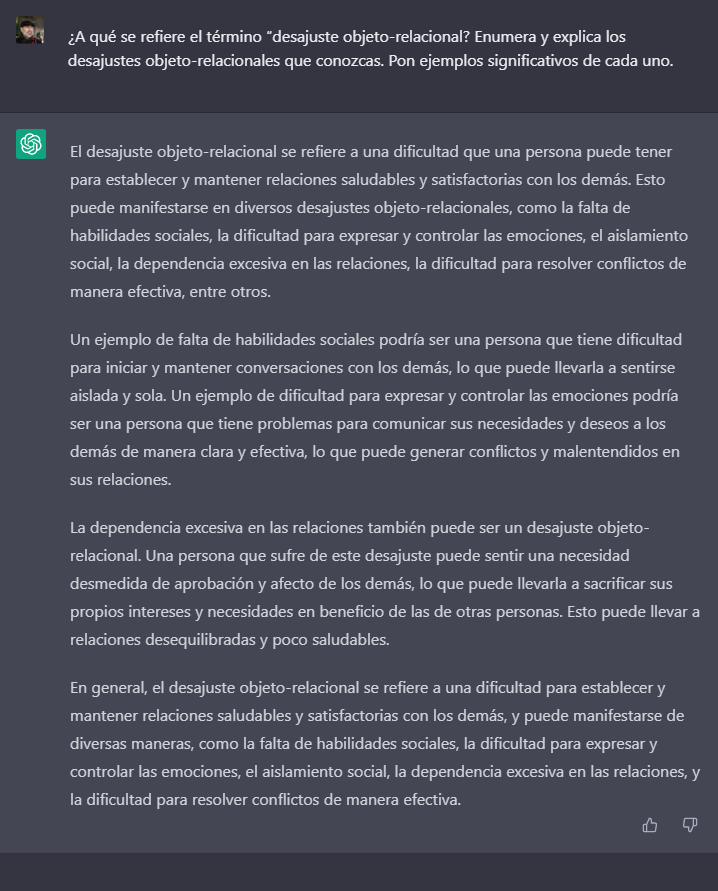 ¿A qué se refiere el término “desajuste objeto-relacional? Enumera y explica los
desajustes objeto-relacionales que conozcas. Pon ejemplos significativos de cada uno.
El desajuste objeto-relacional se refiere a una dificultad que una persona puede tener
para establecer y mantener relaciones saludables y satisfactorias con los demás. Esto
puede manifestarse en diversos desajustes objeto-relacionales, como la falta de
habilidades sociales, la dificultad para expresar y controlar las emociones, el aislamiento
social, la dependencia excesiva en las relaciones, la dificultad para resolver conflictos de
manera efectiva, entre otros.
Un ejemplo de falta de habilidades sociales podría ser una persona que tiene dificultad
para iniciar y mantener conversaciones con los demás, lo que puede llevarla a sentirse
aislada y sola. Un ejemplo de dificultad para expresar y controlar las emociones podría
ser una persona que tiene problemas para comunicar sus necesidades y deseos a los
demás de manera clara y efectiva, lo que puede generar conflictos y malentendidos en
sus relaciones.
La dependencia excesiva en las relaciones también puede ser un desajuste objeto-
relacional. Una persona que sufre de este desajuste puede sentir una necesidad
desmedida de aprobación y afecto de los demás, lo que puede llevarla a sacrificar sus
propios intereses y necesidades en beneficio de las de otras personas. Esto puede llevar a
relaciones desequilibradas y poco saludables.
En general, el desajuste objeto-relacional se refiere a una dificultad para establecer y
mantener relaciones saludables y satisfactorias con los demás, y puede manifestarse de
diversas maneras, como la falta de habilidades sociales, la dificultad para expresar y
controlar las emociones, el aislamiento social, la dependencia excesiva en las relaciones, y
la dificultad para resolver conflictos de manera efectiva.